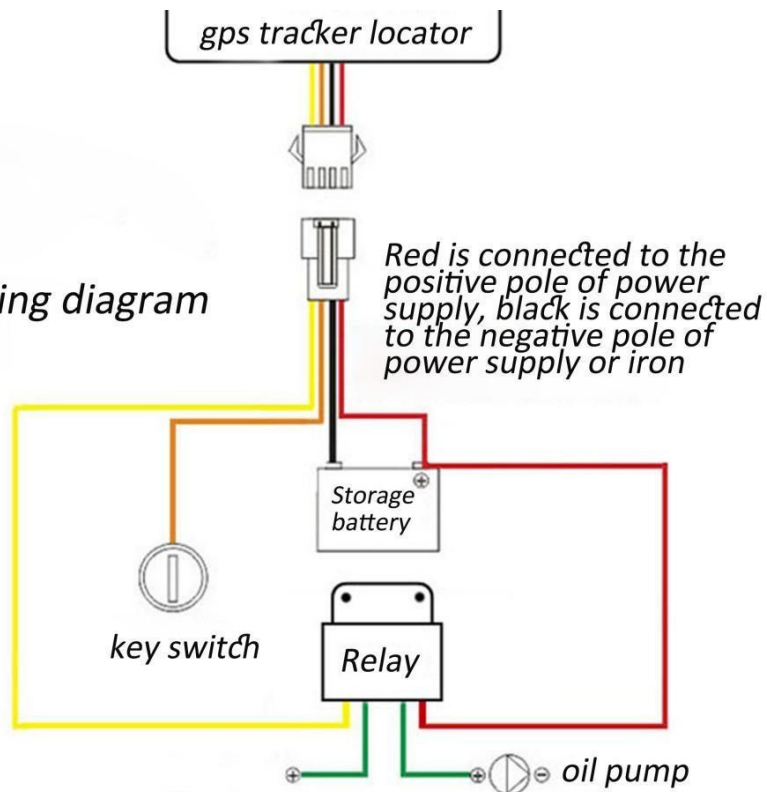 gps tracker locator
Red is connected to the
positive pole of power
supply, black is connected
to the negative pole of
power supply or iron
ing diagram
Storage
battery
key switch
Relay
oil pump